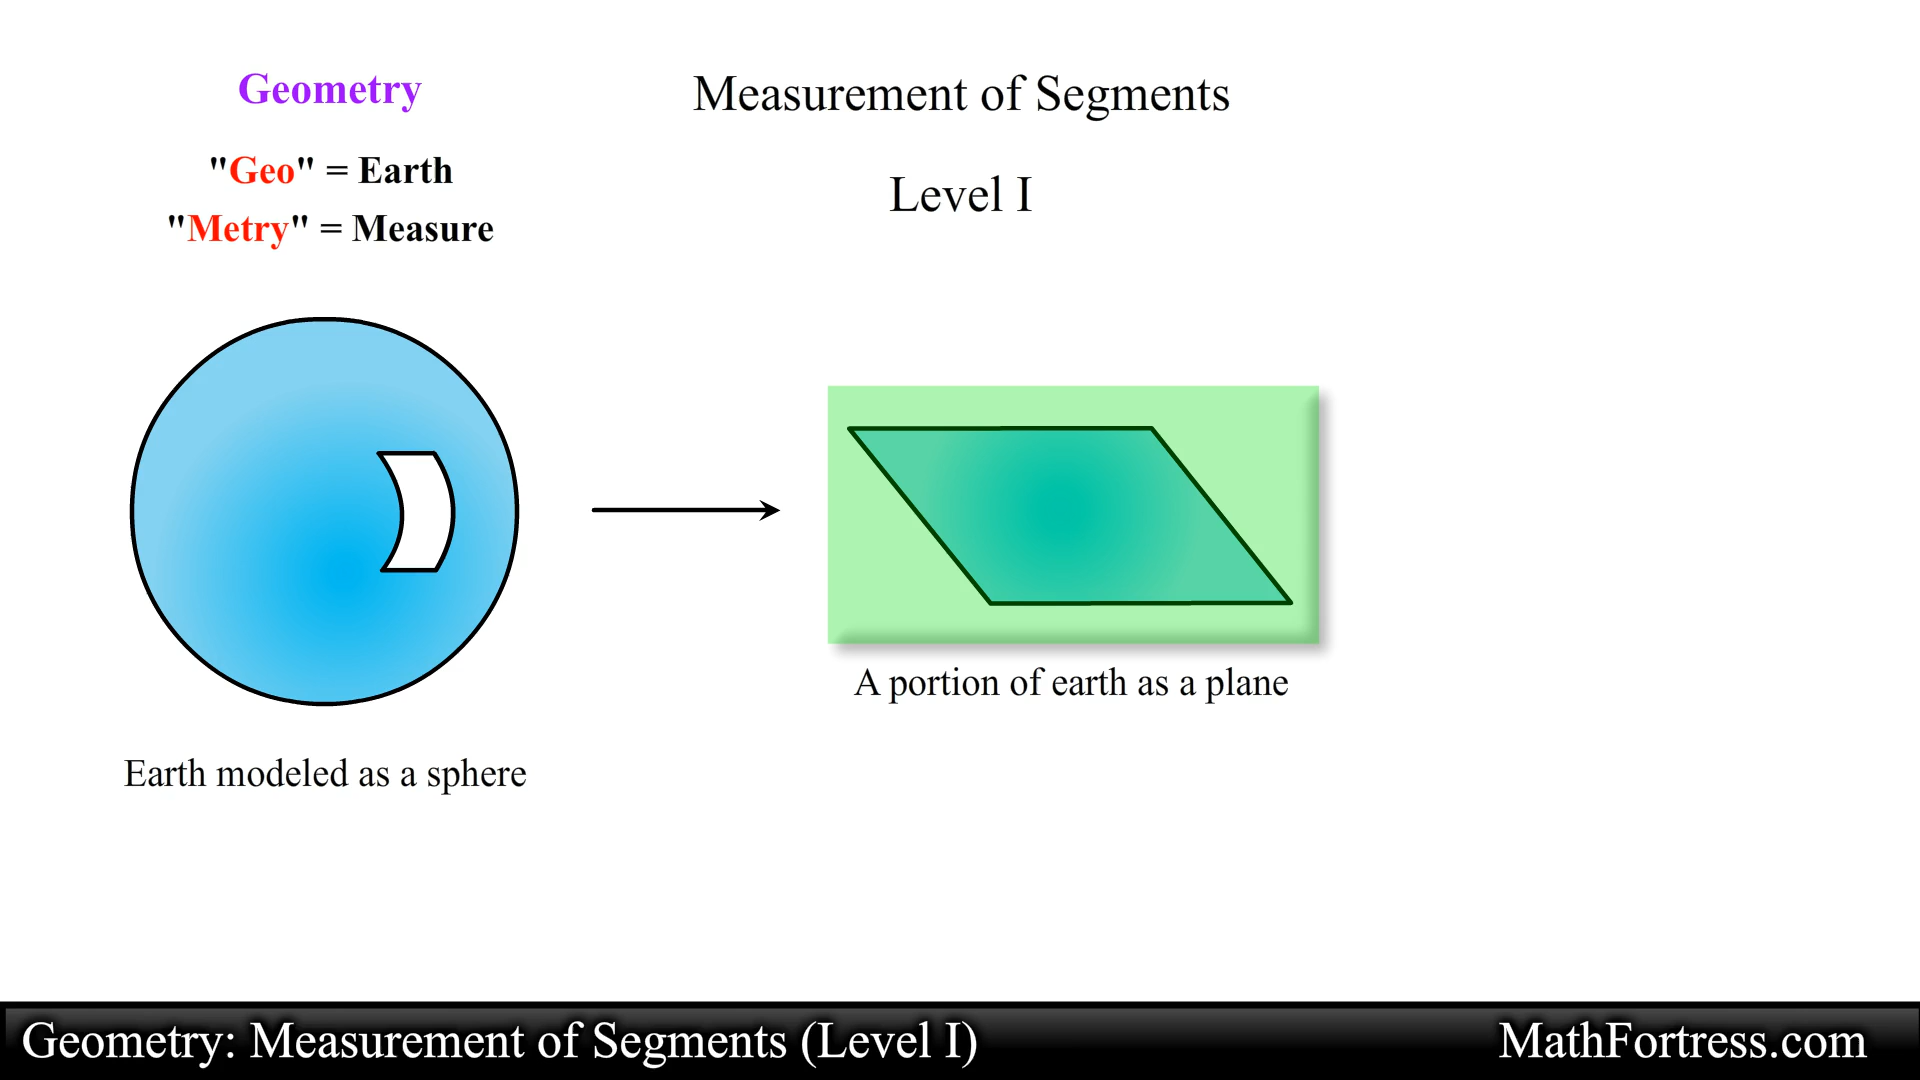 Geometry
"Geo" = Earth
"Metry" = Measure
Measurement of Segments
Level I
Earth modeled as a sphere
A portion of earth as a plane
Geometry: Measurement of Segments (Level I)
MathFortress.com